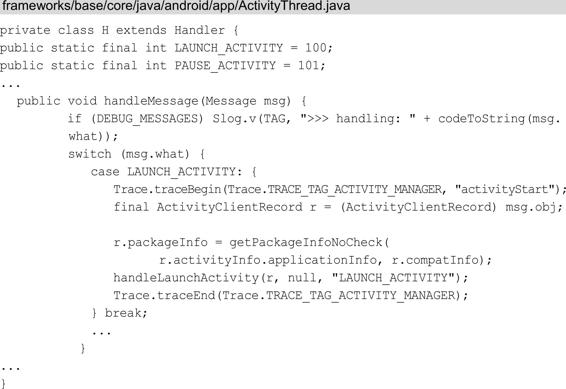 frameworks/base/core/java/android/app/ActivityThread.java
private class H extends Handler {
public static final int LAUNCH_ACTIVITY = 100;
public static final int PAUSE_ACTIVITY = 101;
...
public void handleMessage(Message msg) {
if (DEBUG_MESSAGES) Slog.v(TAG, ">>> handling: " + codeToString(msg.
what));
switch (msg.what) {
case LAUNCH_ACTIVITY: {
Trace.traceBegin(Trace.TRACE_TAG_ACTIVITY_MANAGER, "activityStart");
final ActivityClientRecord r = (ActivityClientRecord) msg.obj;
r.packageInfo = getPackageInfoNoCheck(
r.activityInfo.applicationInfo, r.compatInfo);
handleLaunchActivity(r, null, "LAUNCH_ACTIVITY");
Trace.traceEnd(Trace.TRACE_TAG_ACTIVITY_MANAGER);
} break;
...
}
...
}